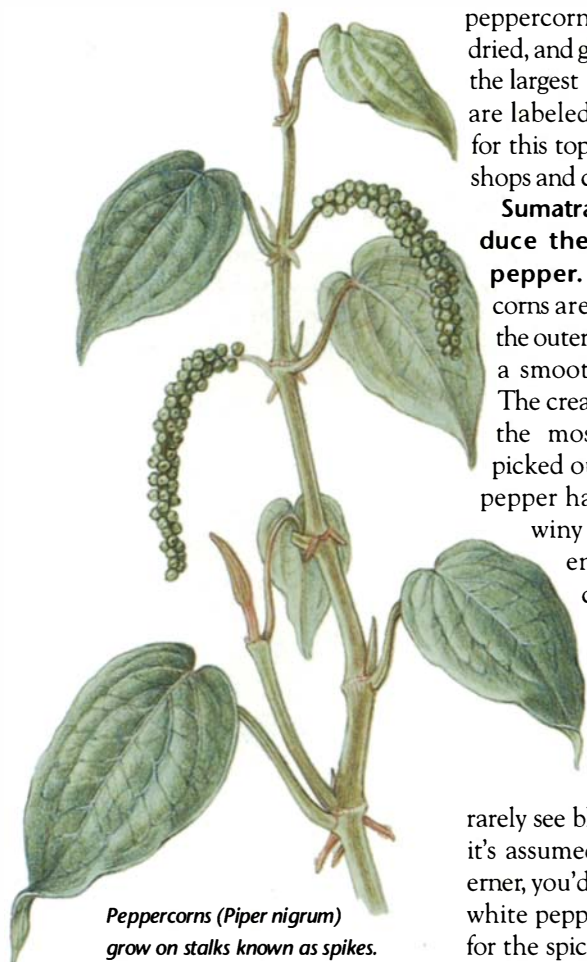 peppercorn
dried, and g
the largest
are labeled
for this top
shops and c
Sumatra
duce the
pepper.
corns are
the outer
a smoot
The crea
the mos
picked ou
pepper ha
winy
en
c
rarely see b
it's assume
erner, you'd
white pepp
for the spic
Peppercorns (Piper nigrum)
grow on stalks known as spikes.